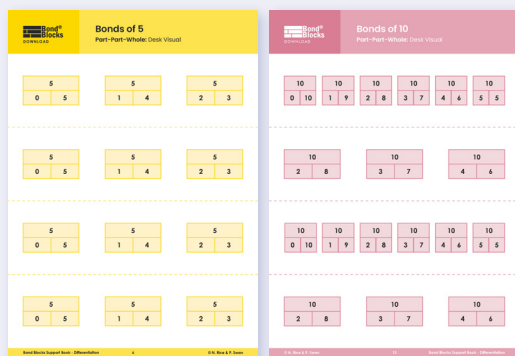 Bond®
Blocks
DOWNLOAD
Bonds of 5
Part-Part-Whole: Desk Visual
5 5 5
0 5 1 4 2 3
5 5 5
0 5 1 4 2 3
5 5 5
0 5 1 4 2 3
5 5 5
0 5 1 4 2 3
Bond Blocks Support Book - Differentiation 6 © N. Bice & P. Swan
Bond®
Blocks
DOWNLOAD
Bonds of 10
Part-Part-Whole: Desk Visual
10 10 10 10 10 10
0 10 1 9 2 8 3 7 4 6 5 5
10 10 10
2 8 3 7 4 6
10 10 10 10 10 10
0 10 1 9 2 8 3 7 4 6 5 5
10 10 10
2 8 3 7 4 6
© N. Bice & P. Swan 13 Bond Blocks Support Book - Differentiation